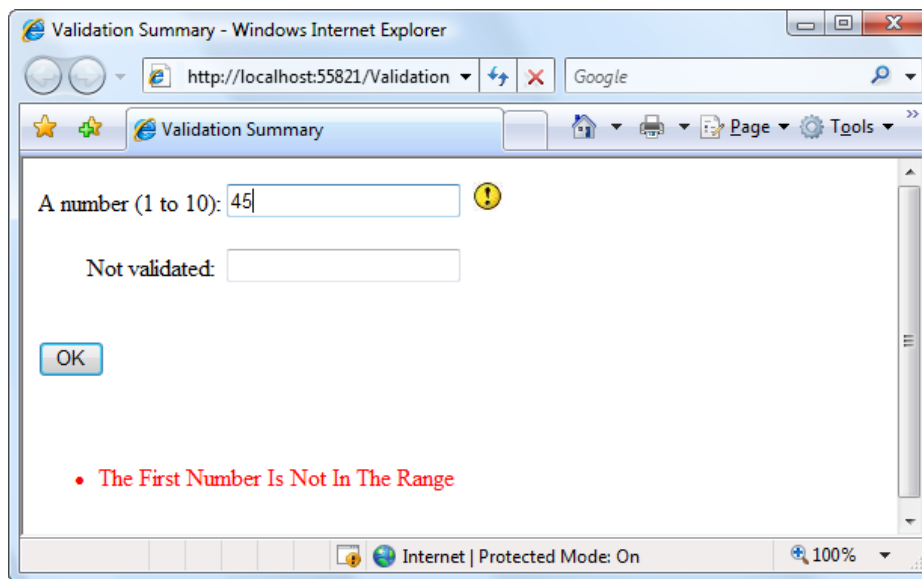 Validation Summary - Windows Internet Explorer
http://localhost:55821/Validation
Google
Validation Summary
Page
Tools
A number (1 to 10): 45
Not validated:
OK
• The First Number Is Not In The Range
Internet | Protected Mode: On
100%